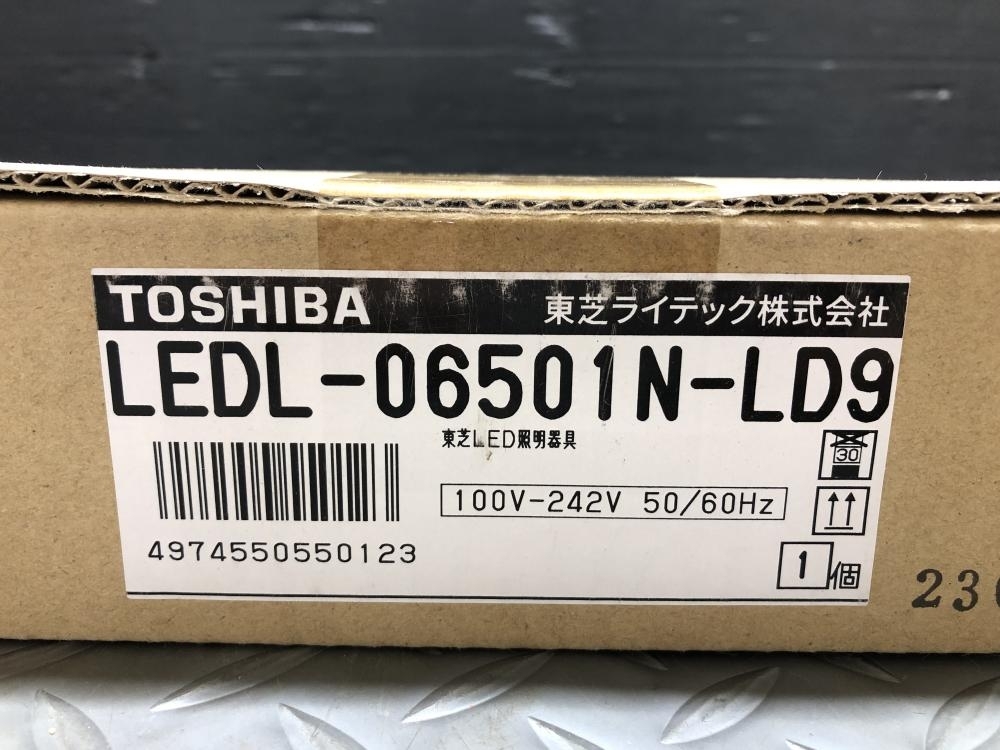 TOSHIBA 東芝ライテック株式会社
LEDL-06501N-LD9
東芝LED照明器具
30
100V-242V 50/60Hz
4974550550123
1個